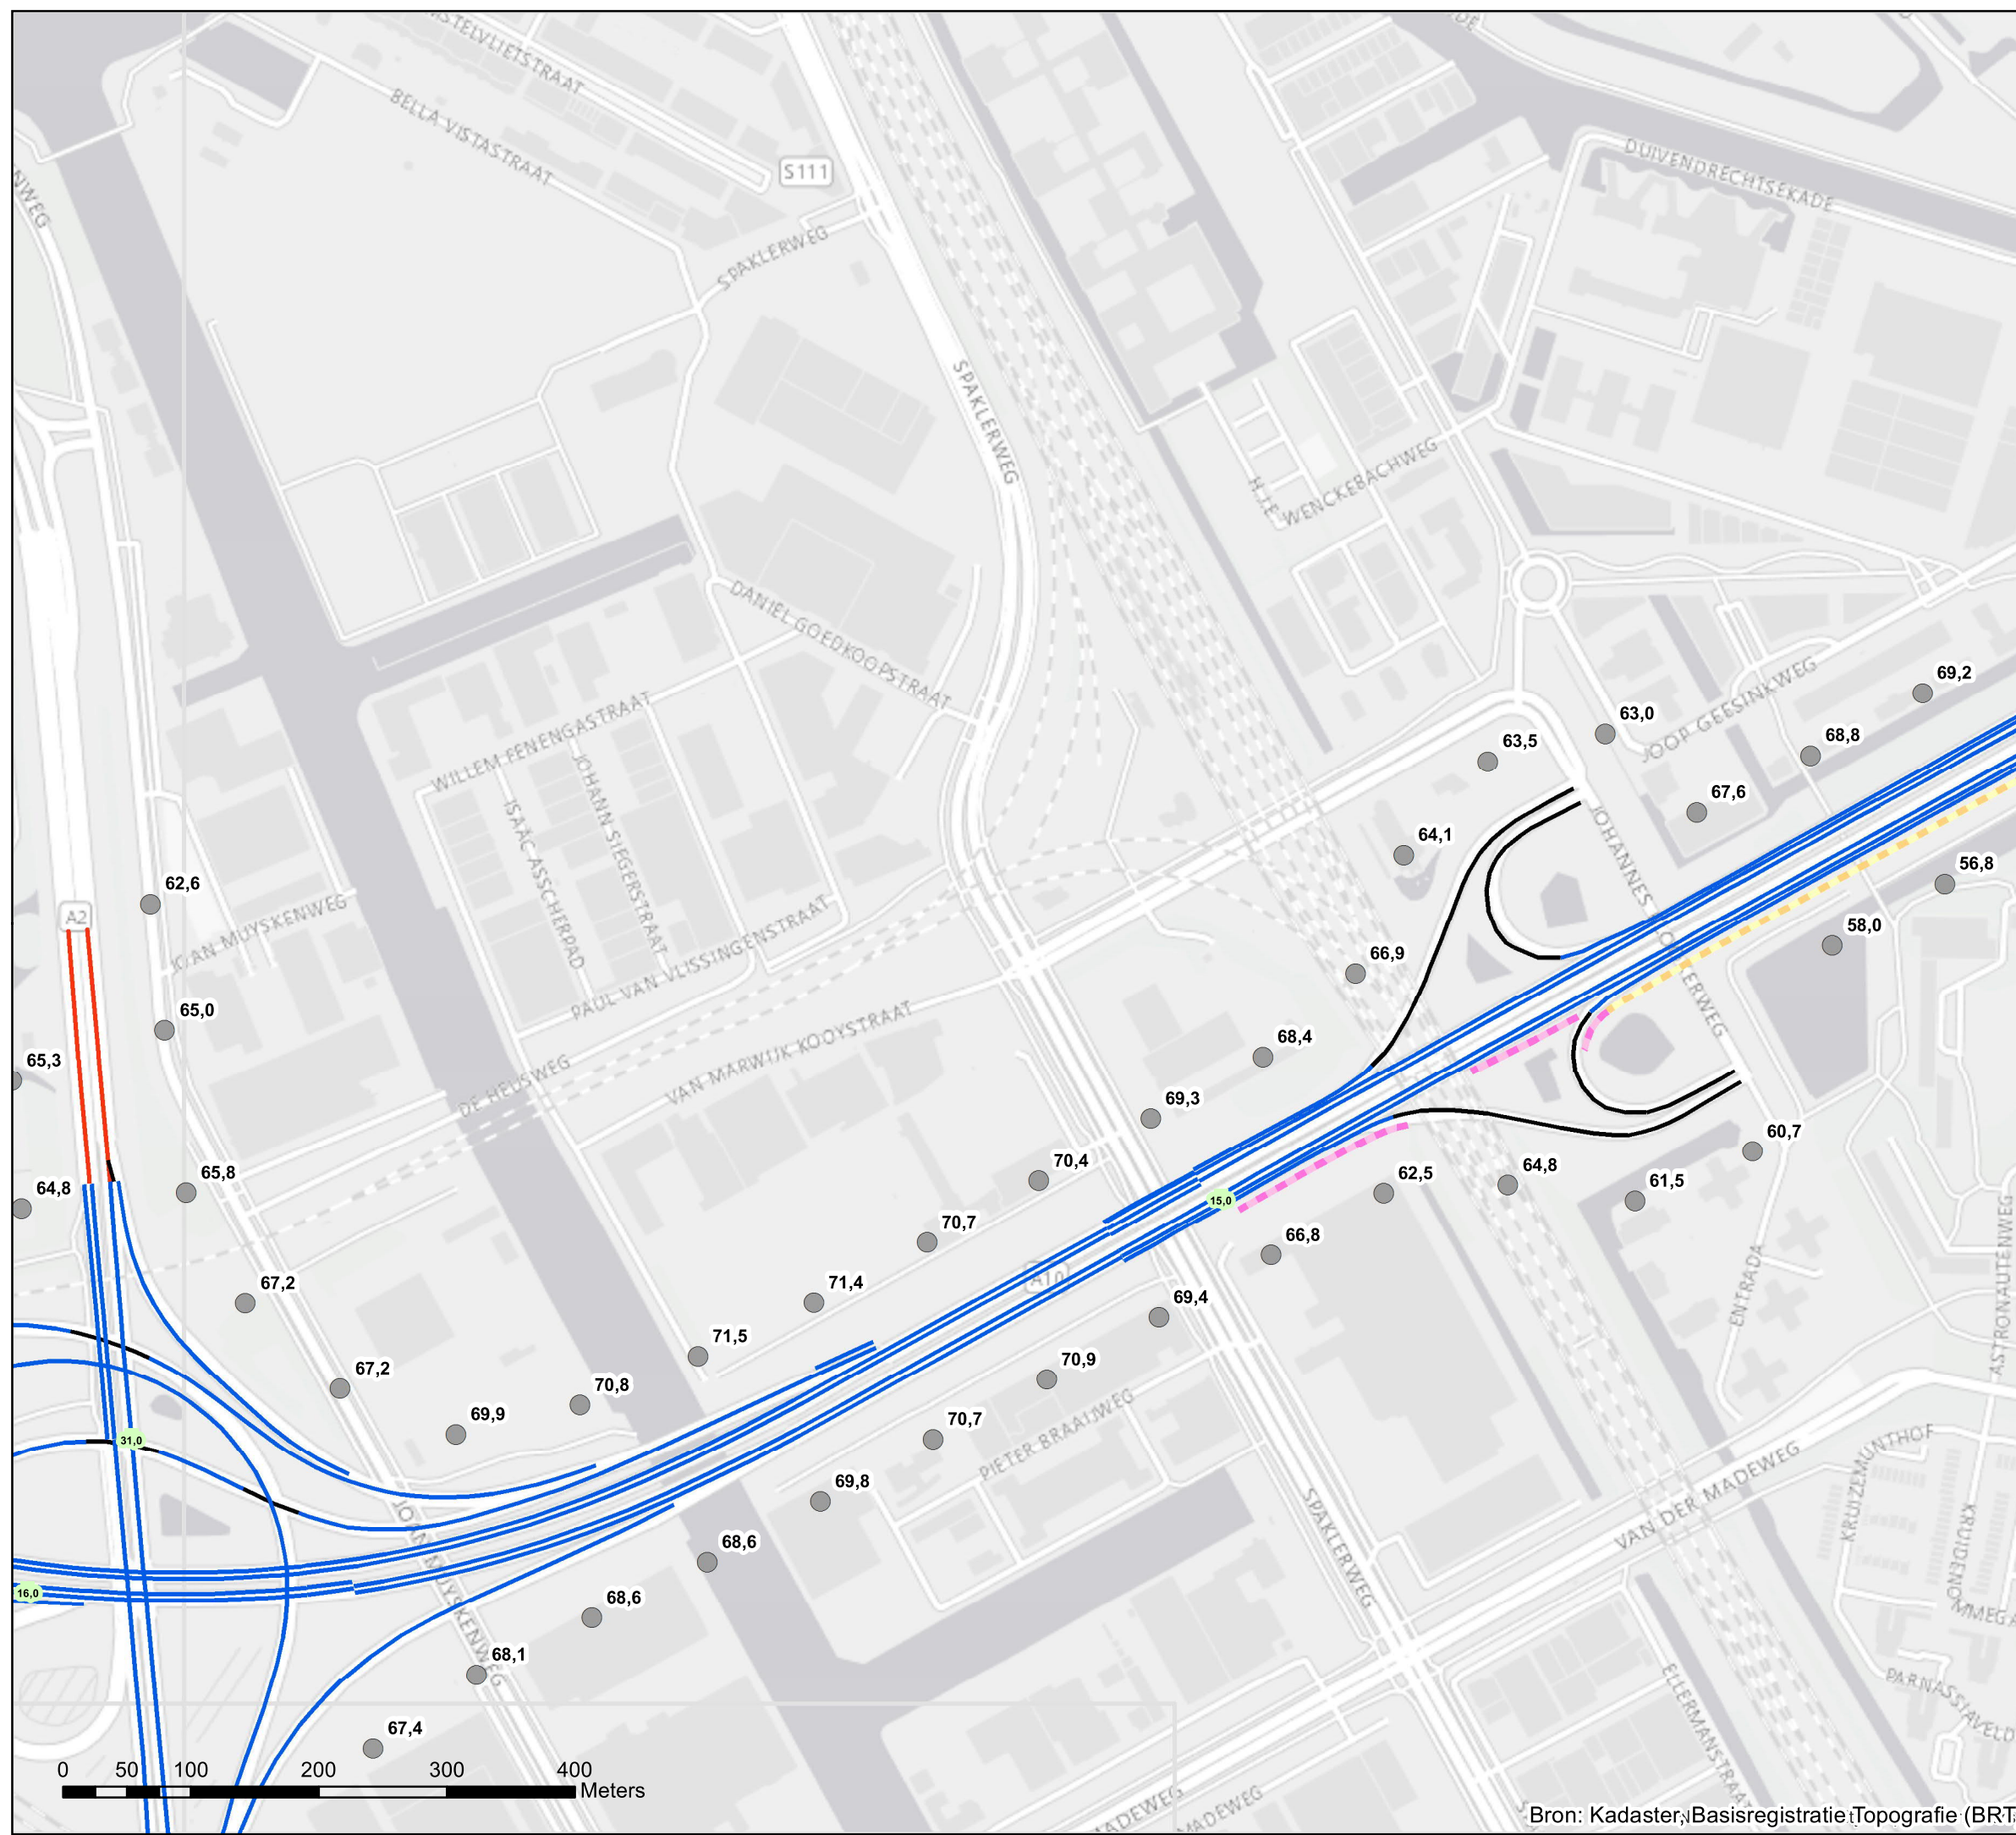 BELLA VISTASTRAAT
S111
SPAKLERWEG
DUIVENDRECHTSEKADE
SPAKLERWEG
H.J.E. WENCKEBACHWEG
DANIEL GOEDKOOPSTRAAT
WILLEM FENENGASTRAAT
JOHANN SIEGERSTRAAT
ISAAC ASSCHERPAD
JOOP GEESINKWEG
69,2
63,0
63,5
68,8
67,6
64,1
56,8
62,6
A2
JOAN MUYSKENWEG
PAUL VAN VLISSINGENSTRAAT
58,0
66,9
65,0
VAN MARWIJK KOOYSTRAAT
65,3
68,4
DE HEUSWEG
69,3
60,7
70,4
65,8
64,8
62,5
64,8
61,5
15,0
70,7
66,8
A10
67,2
71,4
69,4
ENTRADA
ASTRONAUTENWEG
71,5
70,9
67,2
70,8
PIETER BRAAIJWEG
69,9
70,7
31,0
69,8
VAN DER MADEWEG
KRUIZEMUNTHOF
JOAN MUYSKENWEG
SPAKLERWEG
68,6
16,0
68,6
68,1
67,4
ELLERMANSTRAAT
0 50 100 200 300 400
Meters
MADEWEG
MADEWEG
Bron: Kadaster, Basisregistratie Topografie (BRT